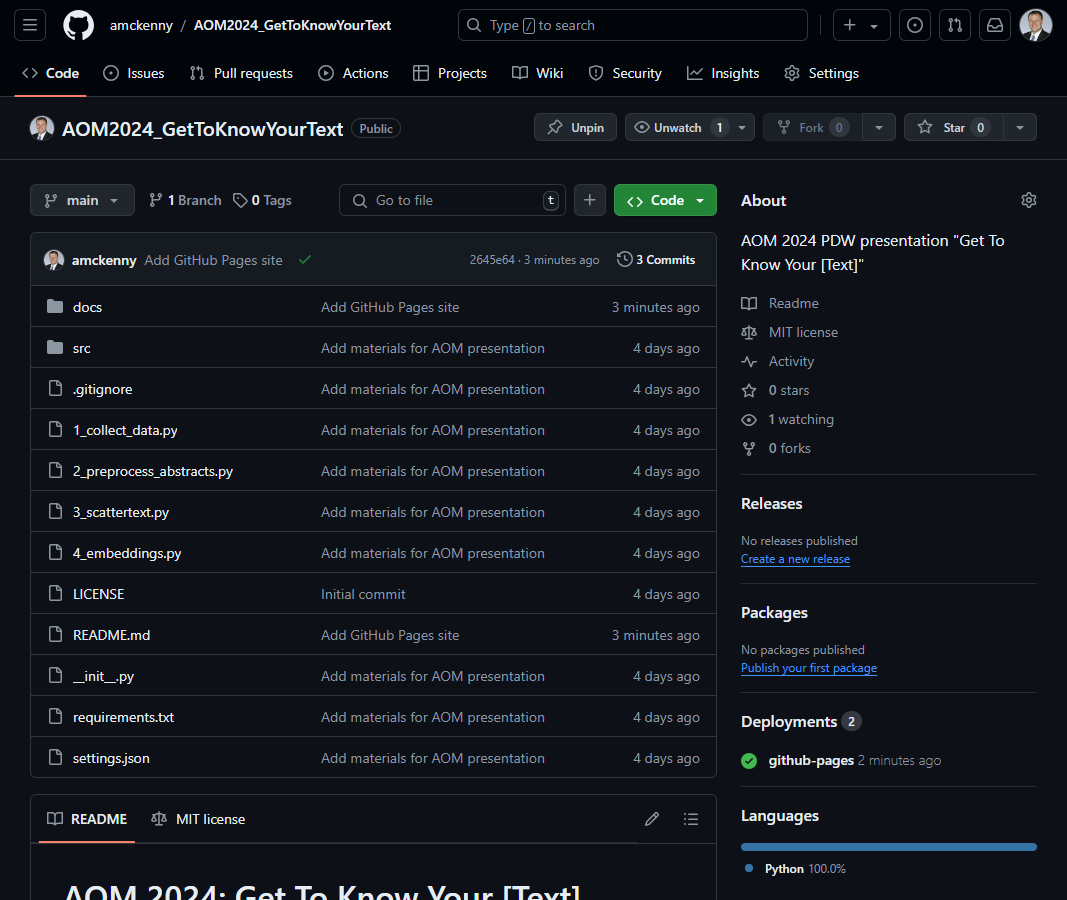 amckenny / AOM2024_GetToKnowYourText Type / to search
Code Issues Pull requests Actions Projects Wiki Security Insights Settings
AOM2024_GetToKnowYourText Public Unpin Unwatch 1 Fork 0 Star 0
main 1 Branch 0 Tags Go to file t Code
amckenny Add GitHub Pages site 2645e64 · 3 minutes ago 3 Commits
docs Add GitHub Pages site 3 minutes ago
src Add materials for AOM presentation 4 days ago
.gitignore Add materials for AOM presentation 4 days ago
1_collect_data.py Add materials for AOM presentation 4 days ago
2_preprocess_abstracts.py Add materials for AOM presentation 4 days ago
3_scattertext.py Add materials for AOM presentation 4 days ago
4_embeddings.py Add materials for AOM presentation 4 days ago
LICENSE Initial commit 4 days ago
README.md Add GitHub Pages site 3 minutes ago
__init__.py Add materials for AOM presentation 4 days ago
requirements.txt Add materials for AOM presentation 4 days ago
settings.json Add materials for AOM presentation 4 days ago
README MIT license
AOM 2024: Get To Know Your [Text]
About
AOM 2024 PDW presentation "Get To
Know Your [Text]"
Readme
MIT license
Activity
0 stars
1 watching
0 forks
Releases
No releases published
Create a new release
Packages
No packages published
Publish your first package
Deployments 2
github-pages 2 minutes ago
Languages
Python 100.0%